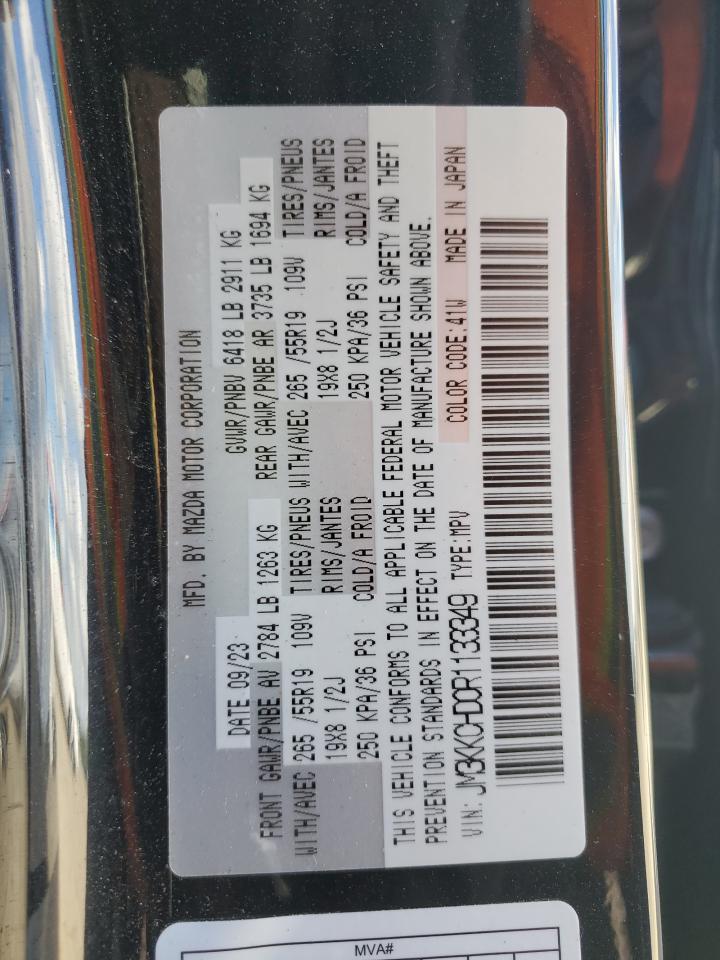 MFD. BY MAZDA MOTOR CORPORATION
DATE 09/23 GVWR/PNBV 6418 LB 2911 KG
FRONT GAWR/PNBE AV 2784 LB 1263 KG REAR GAWR/PNBE AR 3735 LB 1694 KG
WITH/AVEC 265 /55R19 109V TIRES/PNEUS WITH/AVEC 265 /55R19 109V TIRES/PNEUS
19X8 1/2J RIMS/JANTES 19X8 1/2J RIMS/JANTES
250 KPA/36 PSI COLD/A FROID 250 KPA/36 PSI COLD/A FROID
THIS VEHICLE CONFORMS TO ALL APPLICABLE FEDERAL MOTOR VEHICLE SAFETY AND THEFT
PREVENTION STANDARDS IN EFFECT ON THE DATE OF MANUFACTURE SHOWN ABOVE.
VIN: JM3KKCHD0R1133349 TYPE:MPV COLOR CODE:41W MADE IN JAPAN
MVA#